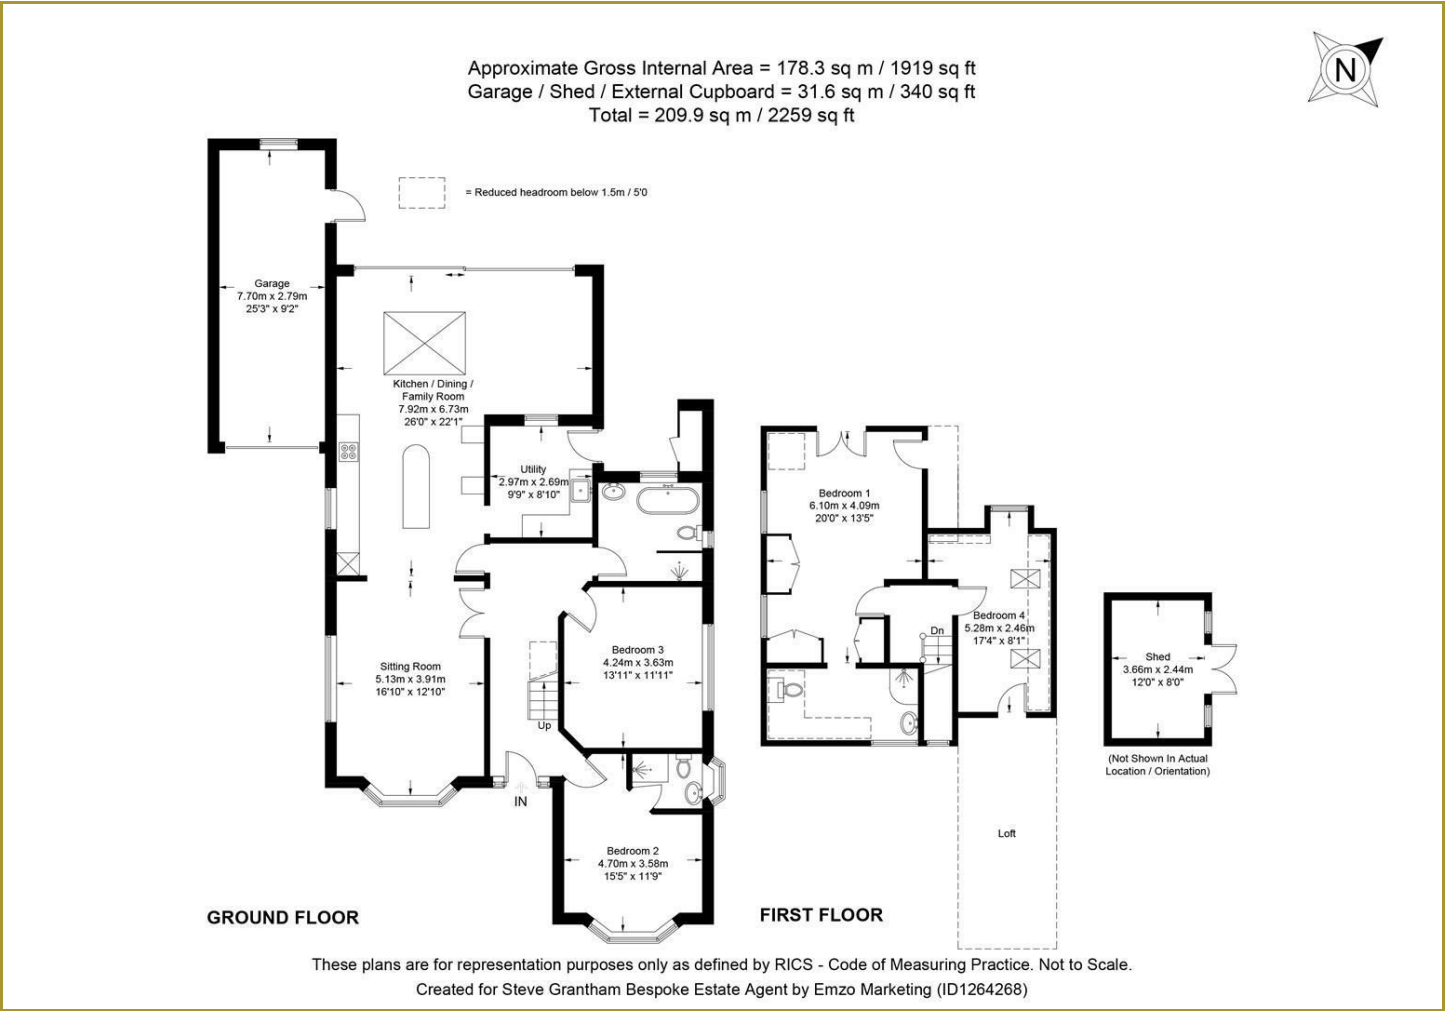 Approximate Gross Internal Area = 178.3 sq m / 1919 sq ft
Garage / Shed / External Cupboard = 31.6 sq m / 340 sq ft
Total = 209.9 sq m / 2259 sq ft
N
= Reduced headroom below 1.5m / 5'0
Garage
7.70m x 2.79m
25'3" x 9'2"
Kitchen / Dining /
Family Room
7.92m x 6.73m
26'0" x 22'1"
Utility
2.97m x 2.69m
9'9" x 8'10"
Sitting Room
5.13m x 3.91m
16'10" x 12'10"
Bedroom 3
4.24m x 3.63m
13'11" x 11'11"
Up
IN
Bedroom 2
4.70m x 3.58m
15'5" x 11'9"
GROUND FLOOR
Bedroom 1
6.10m x 4.09m
20'0" x 13'5"
Dn
Bedroom 4
5.28m x 2.46m
17'4" x 8'1"
Loft
FIRST FLOOR
Shed
3.66m x 2.44m
12'0" x 8'0"
(Not Shown In Actual
Location / Orientation)
These plans are for representation purposes only as defined by RICS - Code of Measuring Practice. Not to Scale.
Created for Steve Grantham Bespoke Estate Agent by Emzo Marketing (ID1264268)